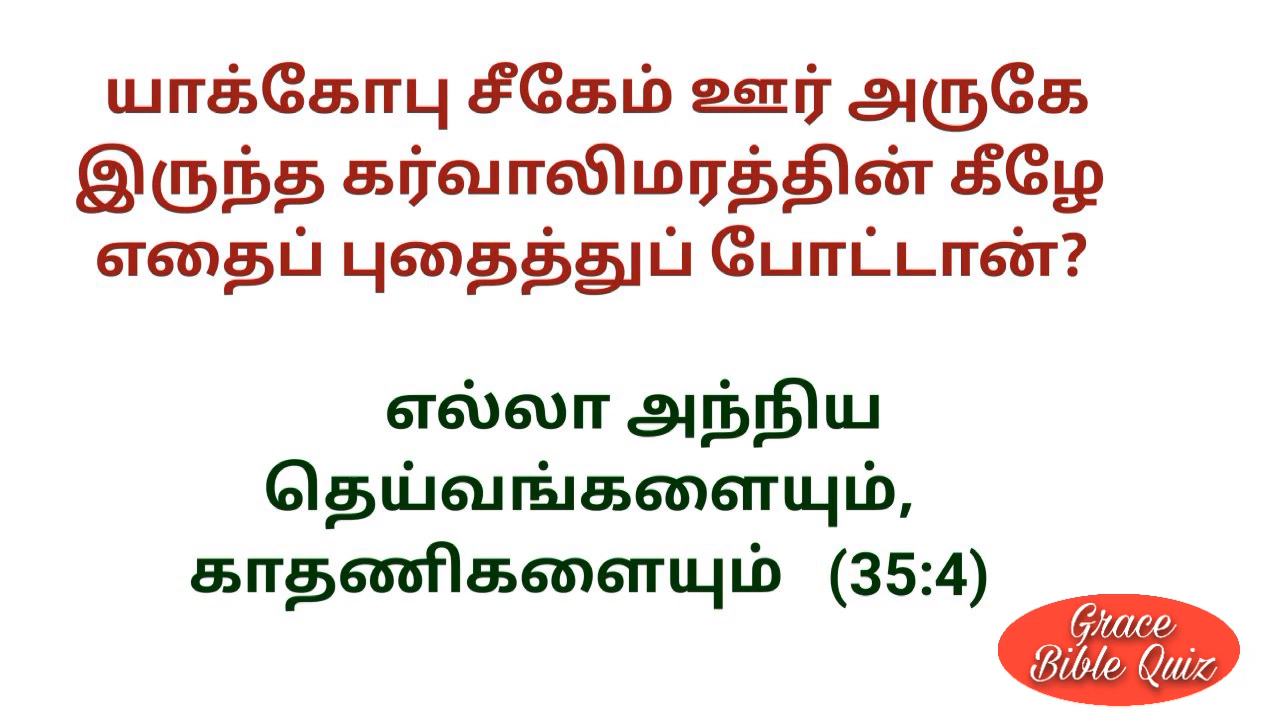 யாக்கோபு சீகேம் ஊர் அருகே
இருந்த கர்வாலிமரத்தின் கீழே
எதைப் புதைத்துப் போட்டான்?
எல்லா அந்நிய
தெய்வங்களையும்,
காதணிகளையும் (35:4)
Grace
Bible Quiz